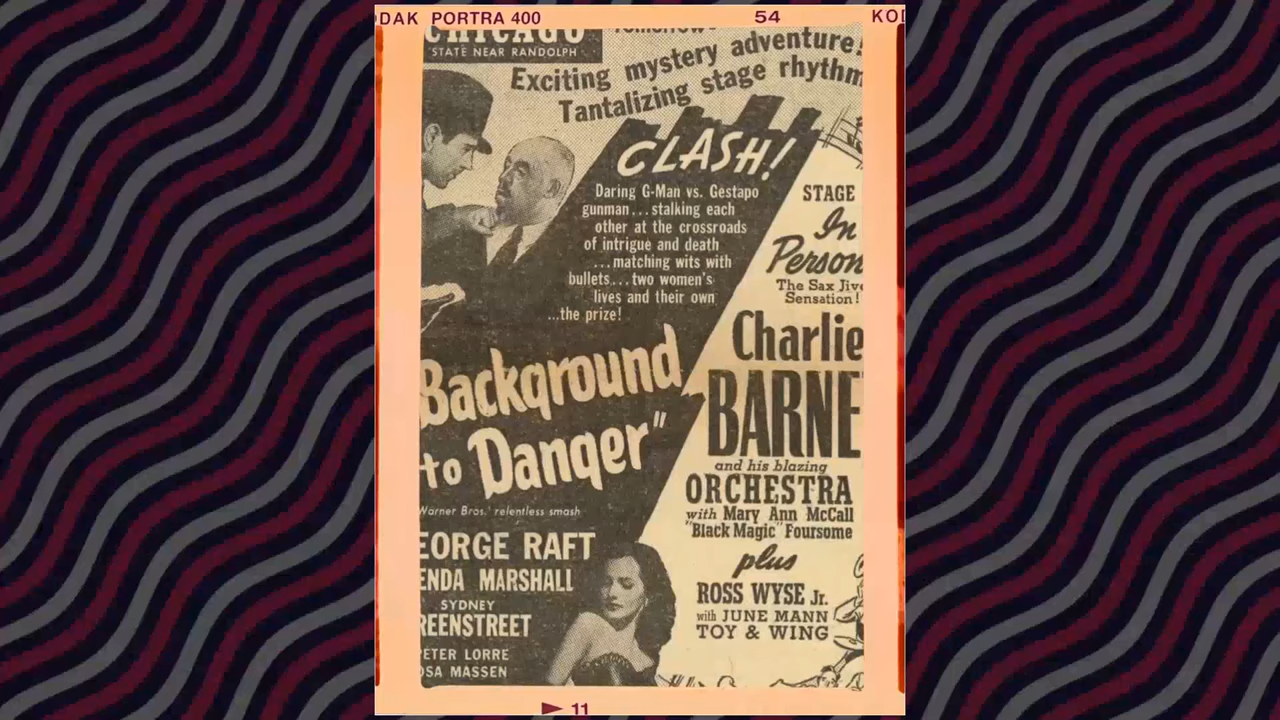 DAK PORTRA 400
54
KOD
CHICAGO
STATE NEAR RANDOLPH
Tomorrow
Exciting mystery adventure!
Tantalizing stage rhythm
CLASH!
Daring G-Man vs. Gestapo
gunman...stalking each
other at the crossroads
of intrigue and death
...matching wits with
bullets...two women's
lives and their own
...the prize!
Background
to Danger"
Warner Bros.' relentless smash
EORGE RAFT
ENDA MARSHALL
SYDNEY
REENSTREET
PETER LORRE
OSA MASSEN
STAGE
In
Person
The Sax Jive
Sensation!
Charlie
BARNE
and his blazing
ORCHESTRA
with Mary Ann McCall
"Black Magic" Foursome
plus
ROSS WYSE Jr.
with JUNE MANN
TOY & WING
11